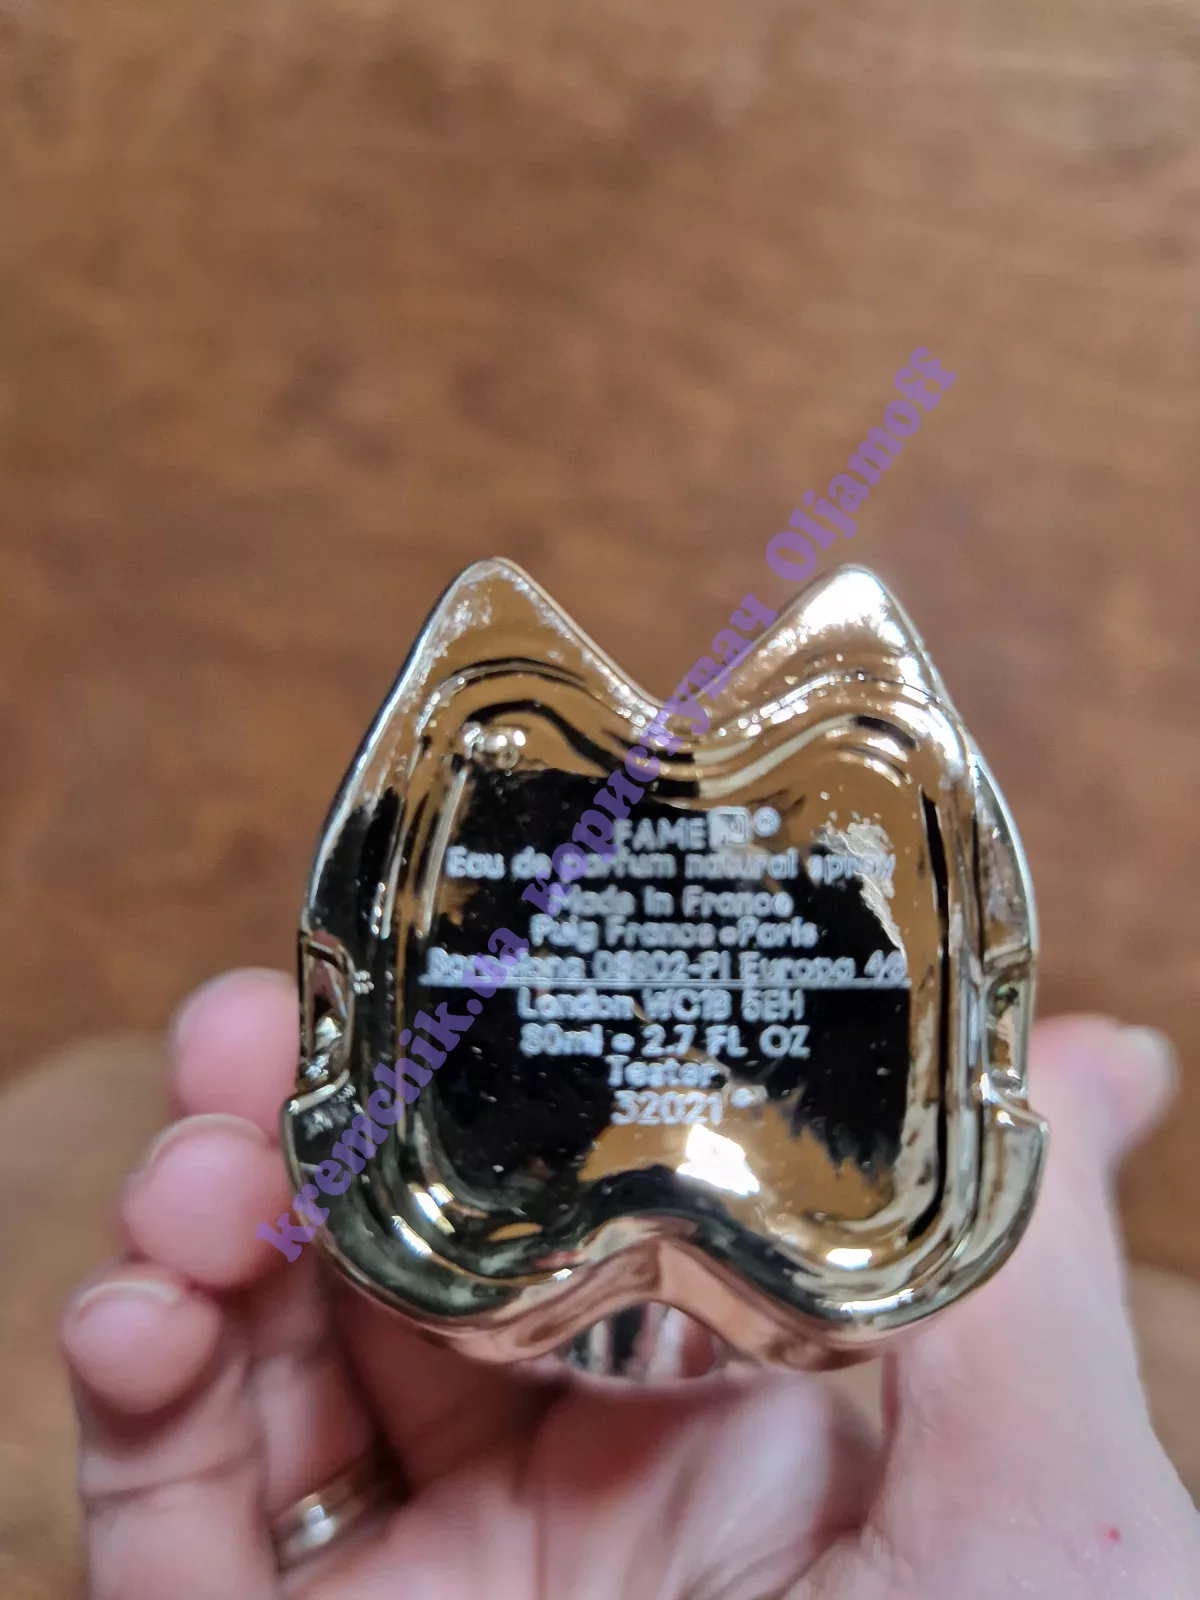 FAME ®
Eau de parfum natural spray
Made in France
Puig France • Paris
Barcelona 08902-Pl Europa 46
London WC1B 5EH
80ml • 2.7 FL OZ
Tester
32021
kremchik.ua користувач Oljamoff